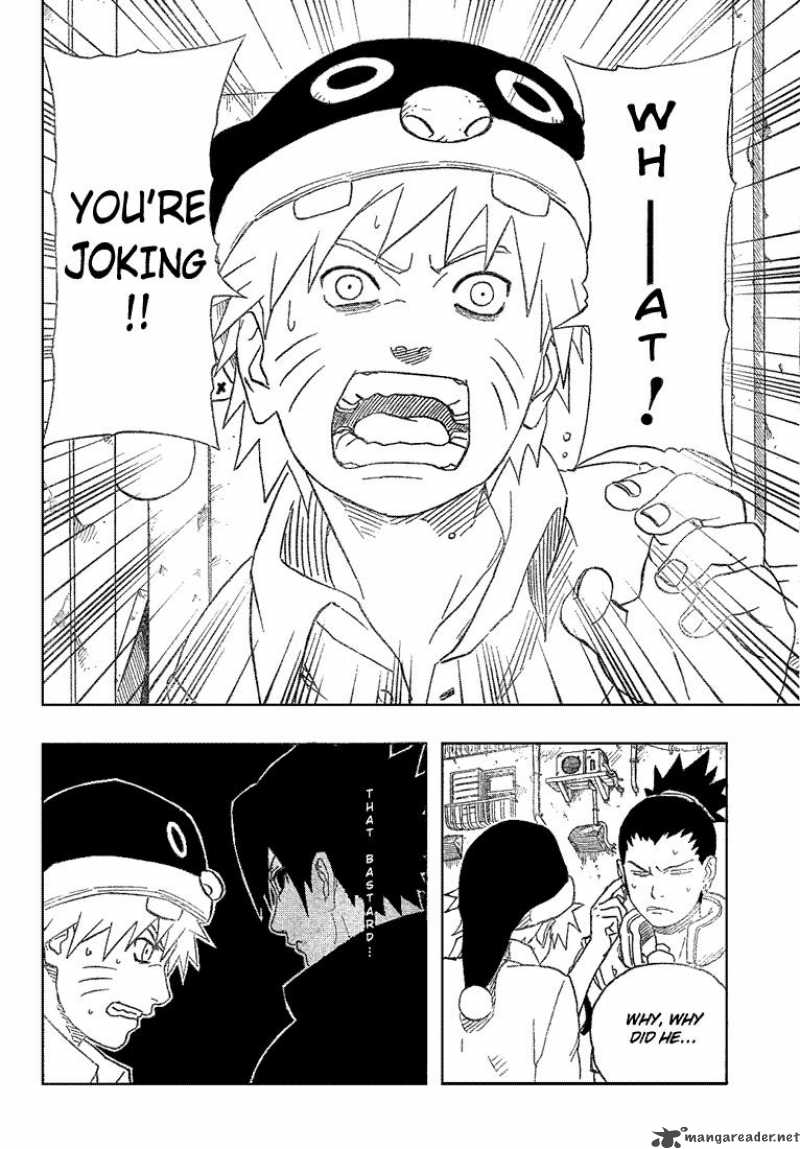 WH—AT!
YOU'RE
JOKING
!!
WHY, WHY
DID HE...
THAT BASTARD...
mangareader.net